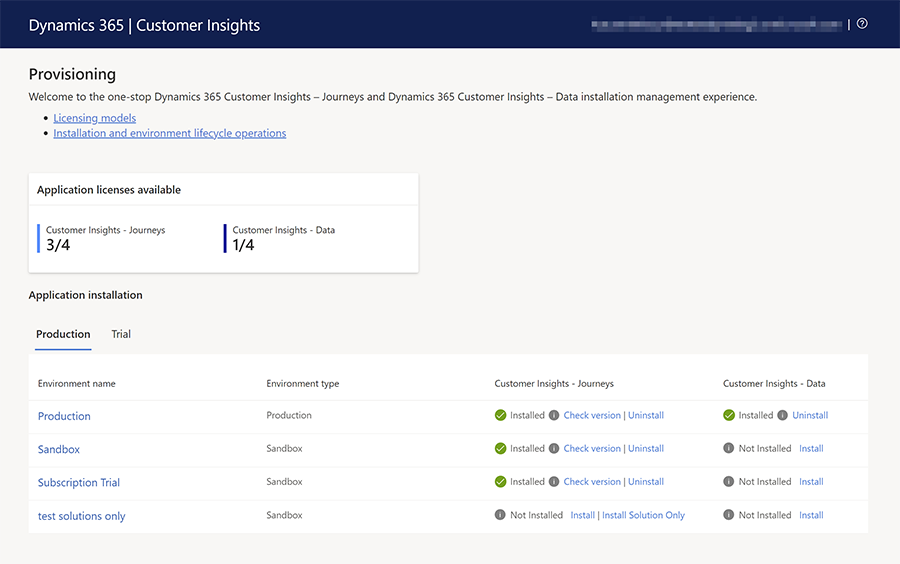 Dynamics 365 | Customer Insights
Provisioning
Welcome to the one-stop Dynamics 365 Customer Insights – Journeys and Dynamics 365 Customer Insights – Data installation management experience.
• Licensing models
• Installation and environment lifecycle operations
Application licenses available
Customer Insights - Journeys Customer Insights - Data
3/4 1/4
Application installation
Production Trial
Environment name Environment type Customer Insights - Journeys Customer Insights - Data
Production Production Installed Check version | Uninstall Installed Uninstall
Sandbox Sandbox Installed Check version | Uninstall Not Installed Install
Subscription Trial Sandbox Installed Check version | Uninstall Not Installed Install
test solutions only Sandbox Not Installed Install | Install Solution Only Not Installed Install